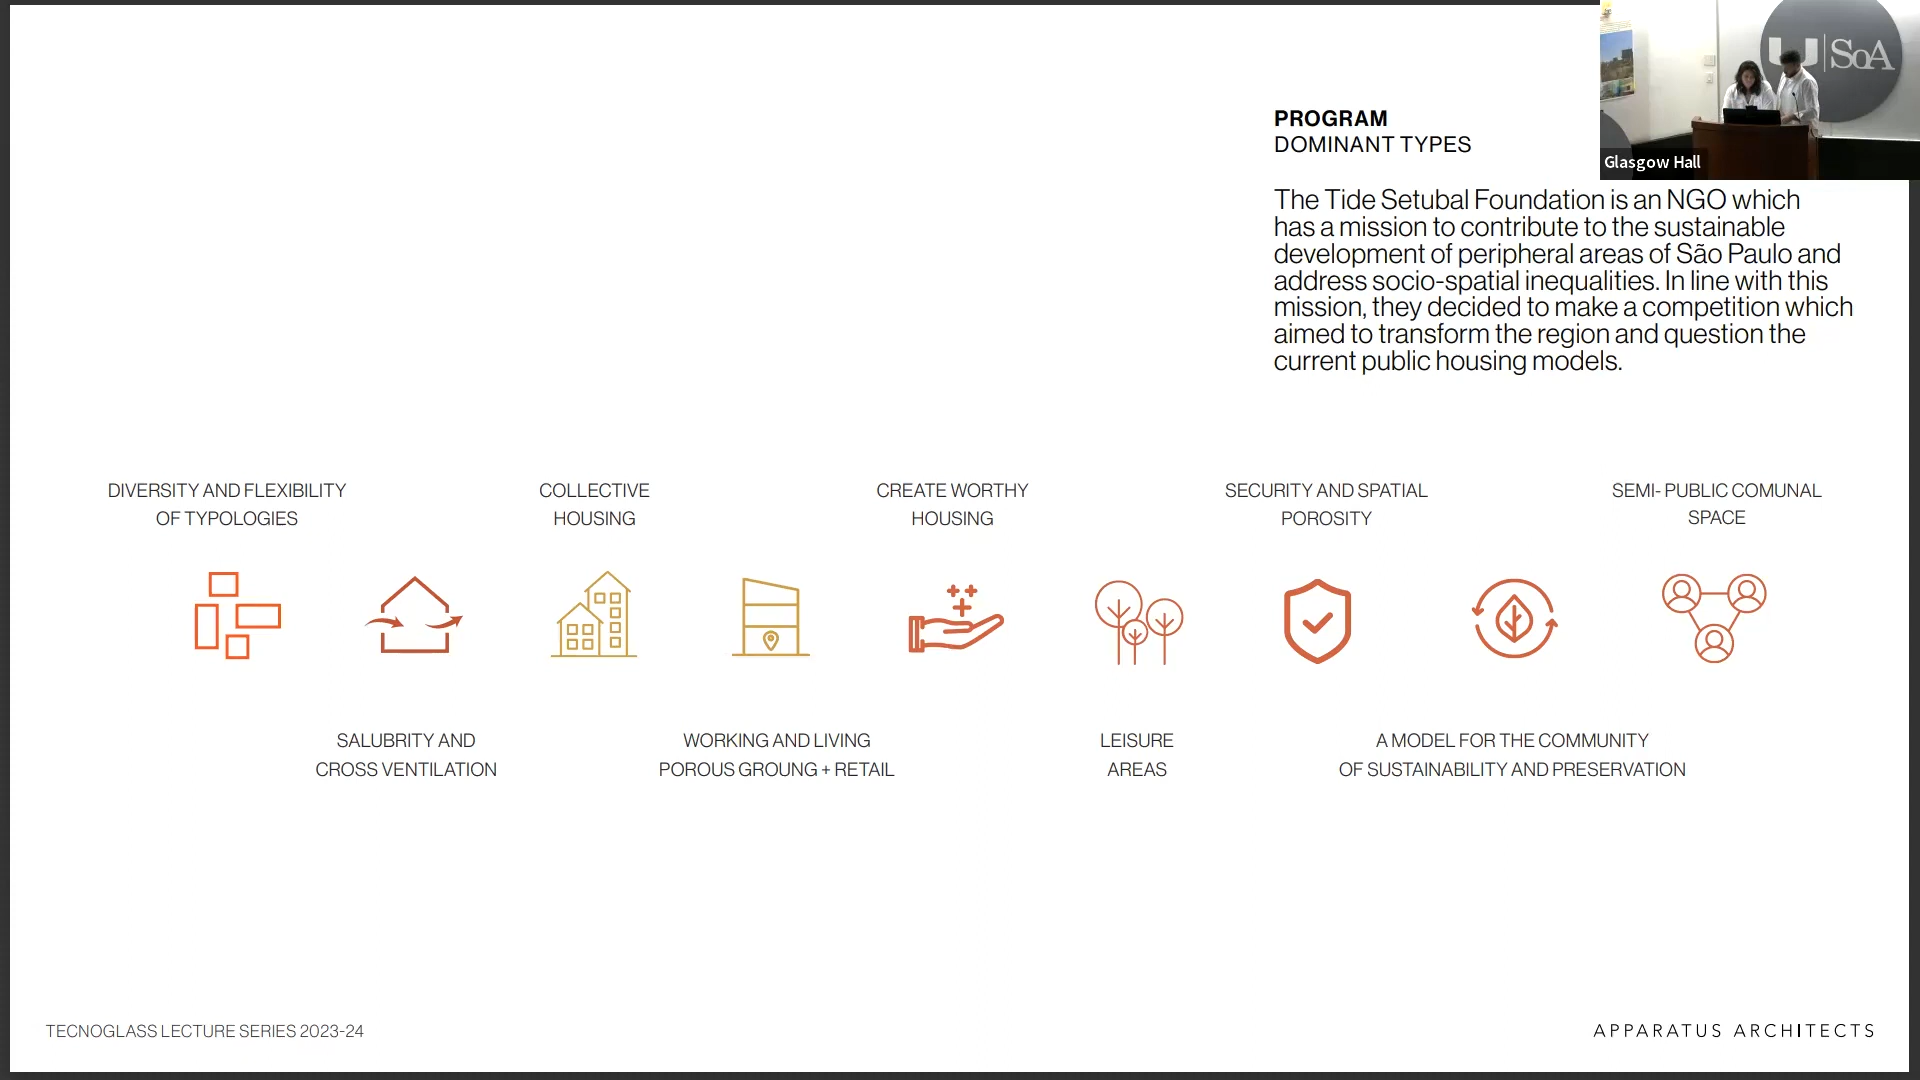 PROGRAM
DOMINANT TYPES
The Tide Setubal Foundation is an NGO which
has a mission to contribute to the sustainable
development of peripheral areas of São Paulo and
address socio-spatial inequalities. In line with this
mission, they decided to make a competition which
aimed to transform the region and question the
current public housing models.
U | SoA
Glasgow Hall
DIVERSITY AND FLEXIBILITY
OF TYPOLOGIES
COLLECTIVE
HOUSING
CREATE WORTHY
HOUSING
SECURITY AND SPATIAL
POROSITY
SEMI- PUBLIC COMUNAL
SPACE
SALUBRITY AND
CROSS VENTILATION
WORKING AND LIVING
POROUS GROUNG + RETAIL
LEISURE
AREAS
A MODEL FOR THE COMMUNITY
OF SUSTAINABILITY AND PRESERVATION
TECNOGLASS LECTURE SERIES 2023-24
APPARATUS ARCHITECTS